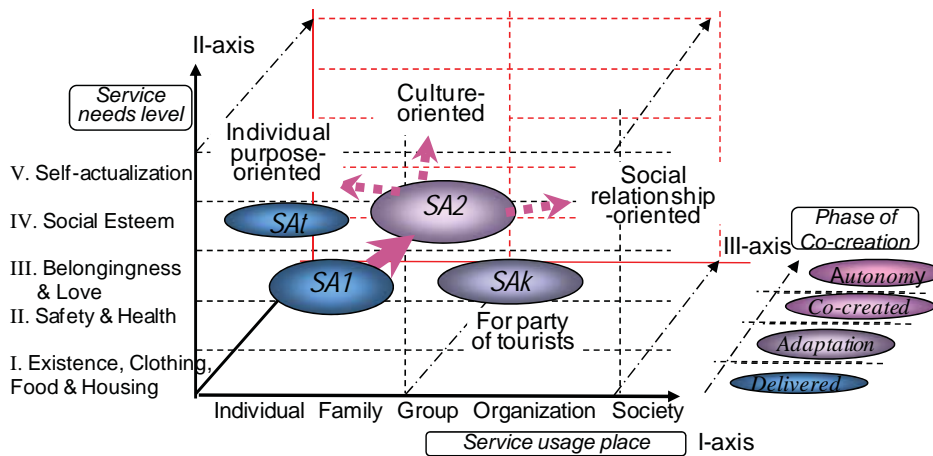 II-axis
Service
needs level
Culture-
oriented
Individual
purpose-
oriented
V. Self-actualization
IV. Social Esteem
III. Belongingness
& Love
II. Safety & Health
I. Existence, Clothing,
Food & Housing
SAt
SA2
SA1
SAk
Social
relationship
-oriented
For party
of tourists
III-axis
Phase of
Co-creation
Autonomy
Co-created
Adaptation
Delivered
Individual Family Group Organization Society
Service usage place
I-axis